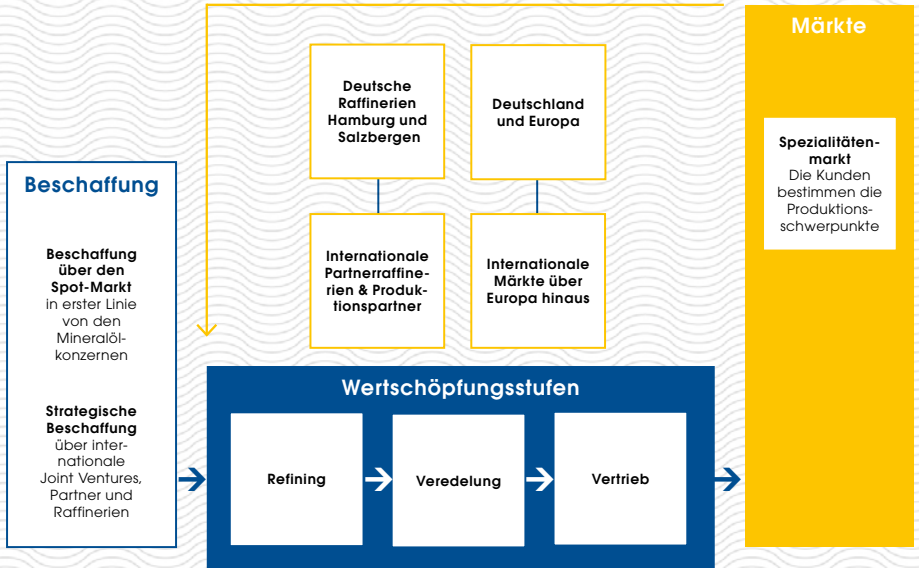 Beschaffung
Beschaffung
über den
Spot-Markt
in erster Linie
von den
Mineralöl-
konzernen
Strategische
Beschaffung
über inter-
nationale
Joint Ventures,
Partner und
Raffinerien
Deutsche
Raffinerien
Hamburg und
Salzbergen
Internationale
Partnerraffine-
rien & Produk-
tionspartner
Deutschland
und Europa
Internationale
Märkte über
Europa hinaus
Wertschöpfungsstufen
Refining
Veredelung
Vertrieb
Märkte
Spezialitäten-
markt
Die Kunden
bestimmen die
Produktions-
schwerpunkte